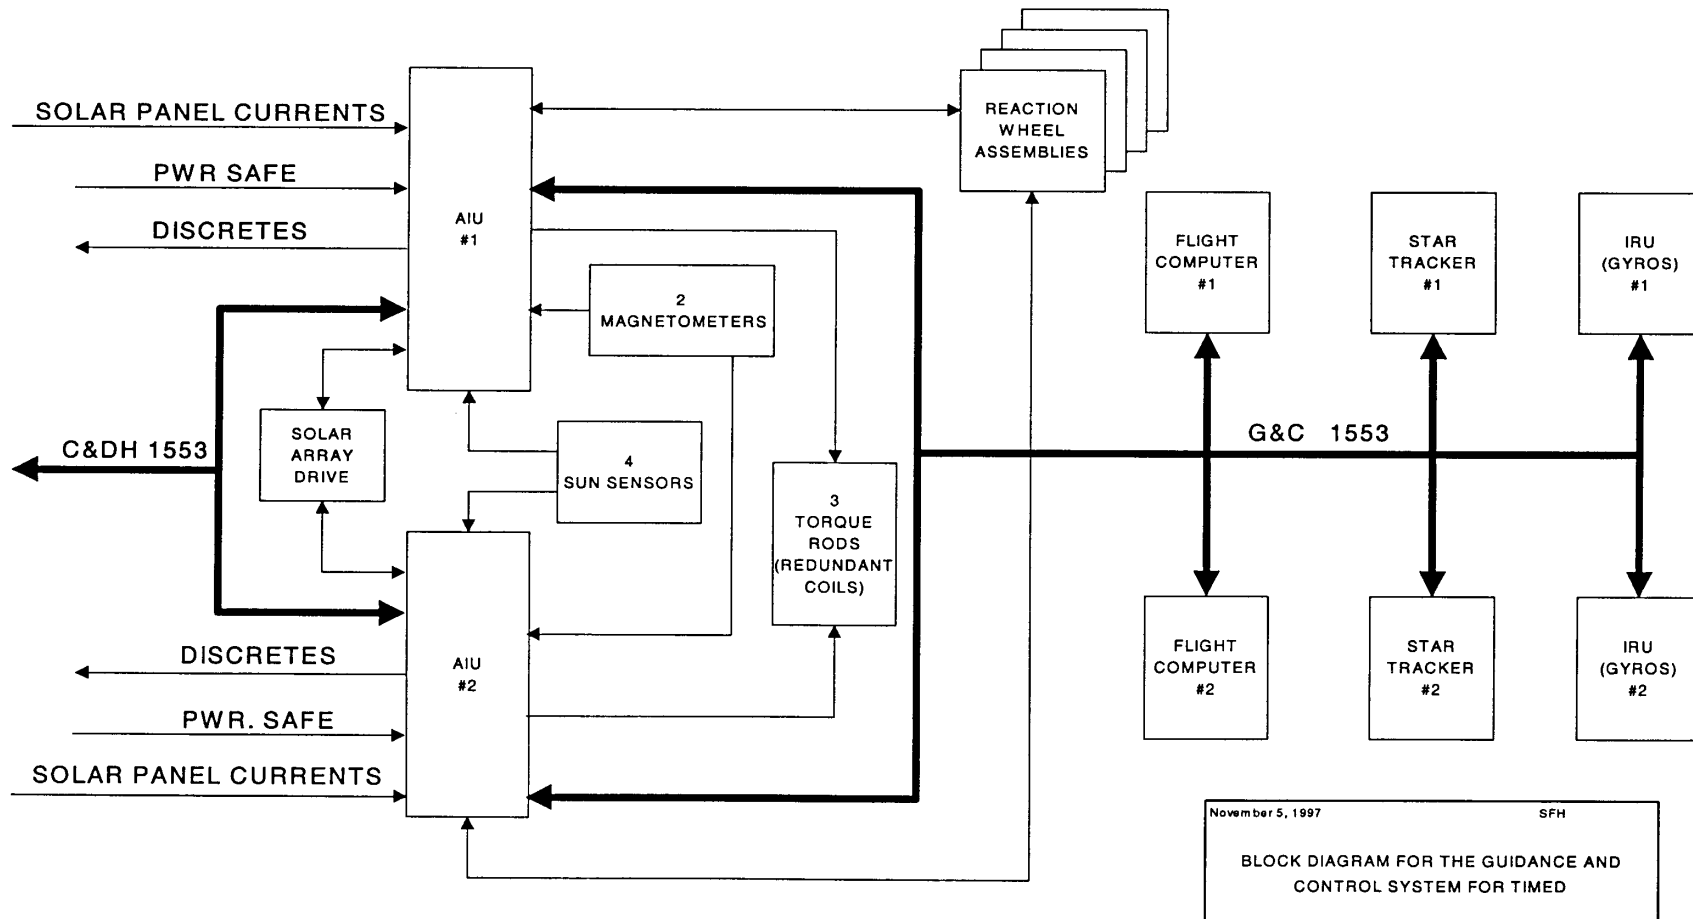 SOLAR PANEL CURRENTS
PWR SAFE
DISCRETES
AIU
#1
REACTION
WHEEL
ASSEMBLIES
2
MAGNETOMETERS
FLIGHT
COMPUTER
#1
STAR
TRACKER
#1
IRU
(GYROS)
#1
C&DH 1553
SOLAR
ARRAY
DRIVE
4
SUN SENSORS
3
TORQUE
RODS
(REDUNDANT
COILS)
G&C 1553
DISCRETES
PWR. SAFE
SOLAR PANEL CURRENTS
AIU
#2
FLIGHT
COMPUTER
#2
STAR
TRACKER
#2
IRU
(GYROS)
#2
November 5, 1997 SFH
BLOCK DIAGRAM FOR THE GUIDANCE AND
CONTROL SYSTEM FOR TIMED